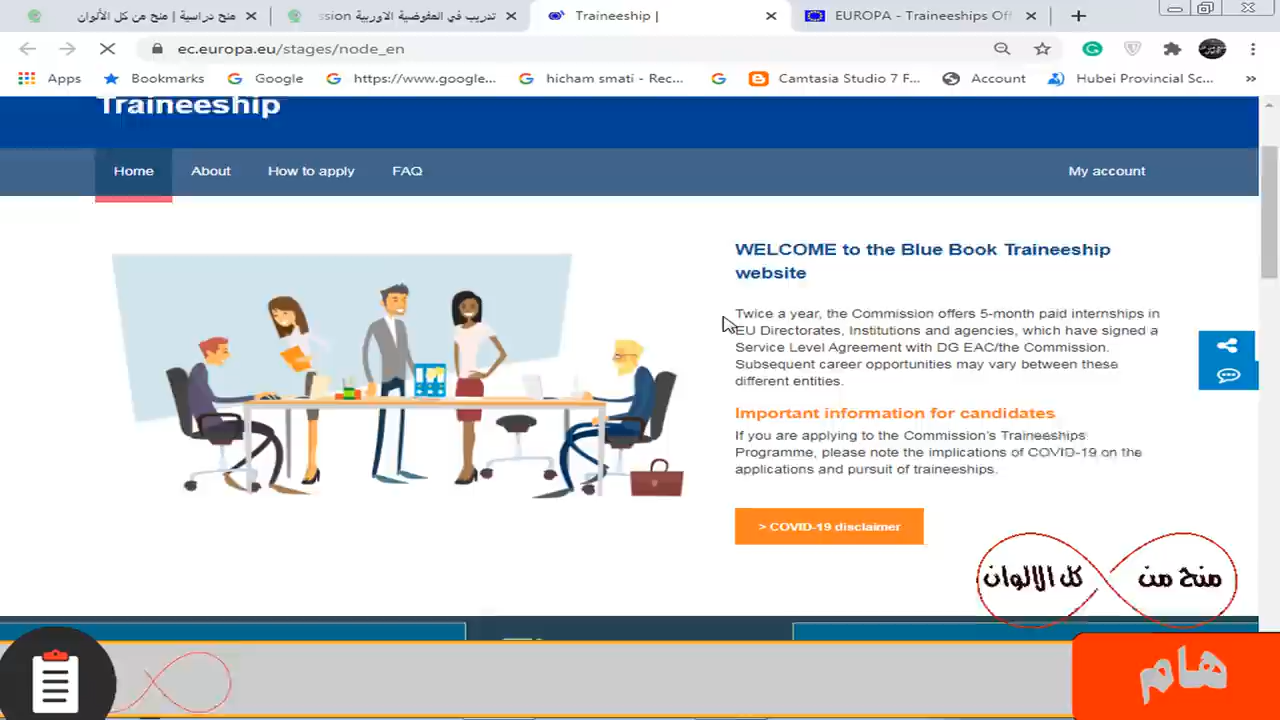 منح دراسية | منح من كل الألوان
تدريب في المفوضية الاوربية ssion
Traineeship |
EUROPA - Traineeships Off
ec.europa.eu/stages/node_en
Apps
Bookmarks
Google
https://www.google...
hicham smati - Rec...
Camtasia Studio 7 F...
Account
Hubei Provincial Sc...
»
Traineeship
Home
About
How to apply
FAQ
My account
WELCOME to the Blue Book Traineeship
website
Twice a year, the Commission offers 5-month paid internships in
EU Directorates, Institutions and agencies, which have signed a
Service Level Agreement with DG EAC/the Commission.
Subsequent career opportunities may vary between these
different entities.
Important information for candidates
If you are applying to the Commission's Traineeships
Programme, please note the implications of COVID-19 on the
applications and pursuit of traineeships.
> COVID-19 disclaimer
منح من كل الالوان
هام